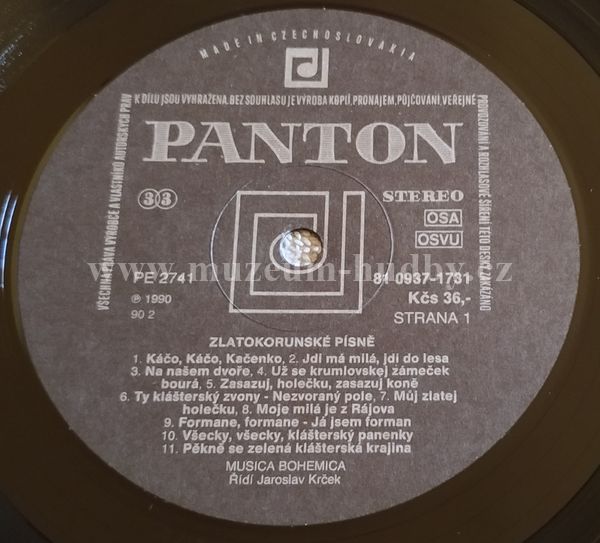 MADE IN CZECHOSLOVAKIA
VŠECHNA PRÁVA VÝROBCE A VLASTNÍKŮ AUTORSKÝCH PRÁV
K DÍLU JSOU VYHRAŽENA. BEZ SOUHLASU JE VÝROBA KOPIÍ, PRONÁJEM, PŮJČOVÁNÍ, VEŘEJNÉ
PROVOZOVÁNÍ A ROZHLASOVÉ ŠÍŘENÍ TÉTO DESKY ZAKÁZÁNO
PANTON
33
STEREO
OSA
OSVU
www.muzeum-hudby.cz
PE 2741
81 0937-1731
℗ 1990
Kčs 36,-
90 2
STRANA 1
ZLATOKORUNSKÉ PÍSNĚ
1. Káčo, Káčo, Kačenko, 2. Jdi má milá, jdi do lesa
3. Na našem dvoře, 4. Už se krumlovskej zámeček
bourá, 5. Zasazuj, holečku, zasazuj koně
6. Ty klášterský zvony - Nezvoraný pole, 7. Můj zlatej
holečku, 8. Moje milá je z Rájova
9. Formane, formane - Já jsem forman
10. Všecky, všecky, klášterský panenky
11. Pěkně se zelená klášterská krajina
MUSICA BOHEMICA
Řídí Jaroslav Krček